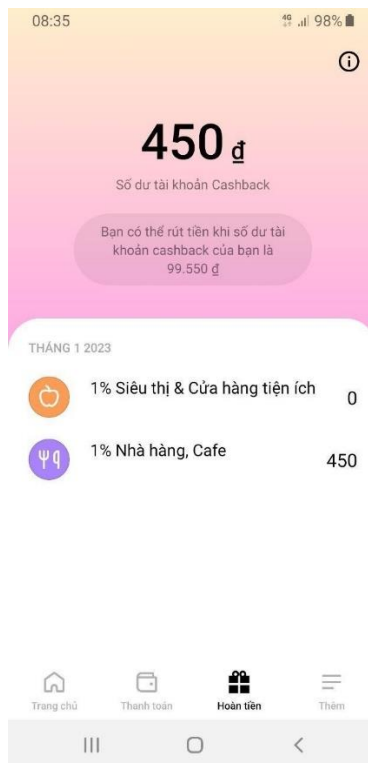 08:35 4G 98%
450 ₫
Số dư tài khoản Cashback
Bạn có thể rút tiền khi số dư tài
khoản cashback của bạn là
99.550 ₫
THÁNG 1 2023
1% Siêu thị & Cửa hàng tiện ích 0
1% Nhà hàng, Cafe 450
Trang chủ Thanh toán Hoàn tiền Thêm